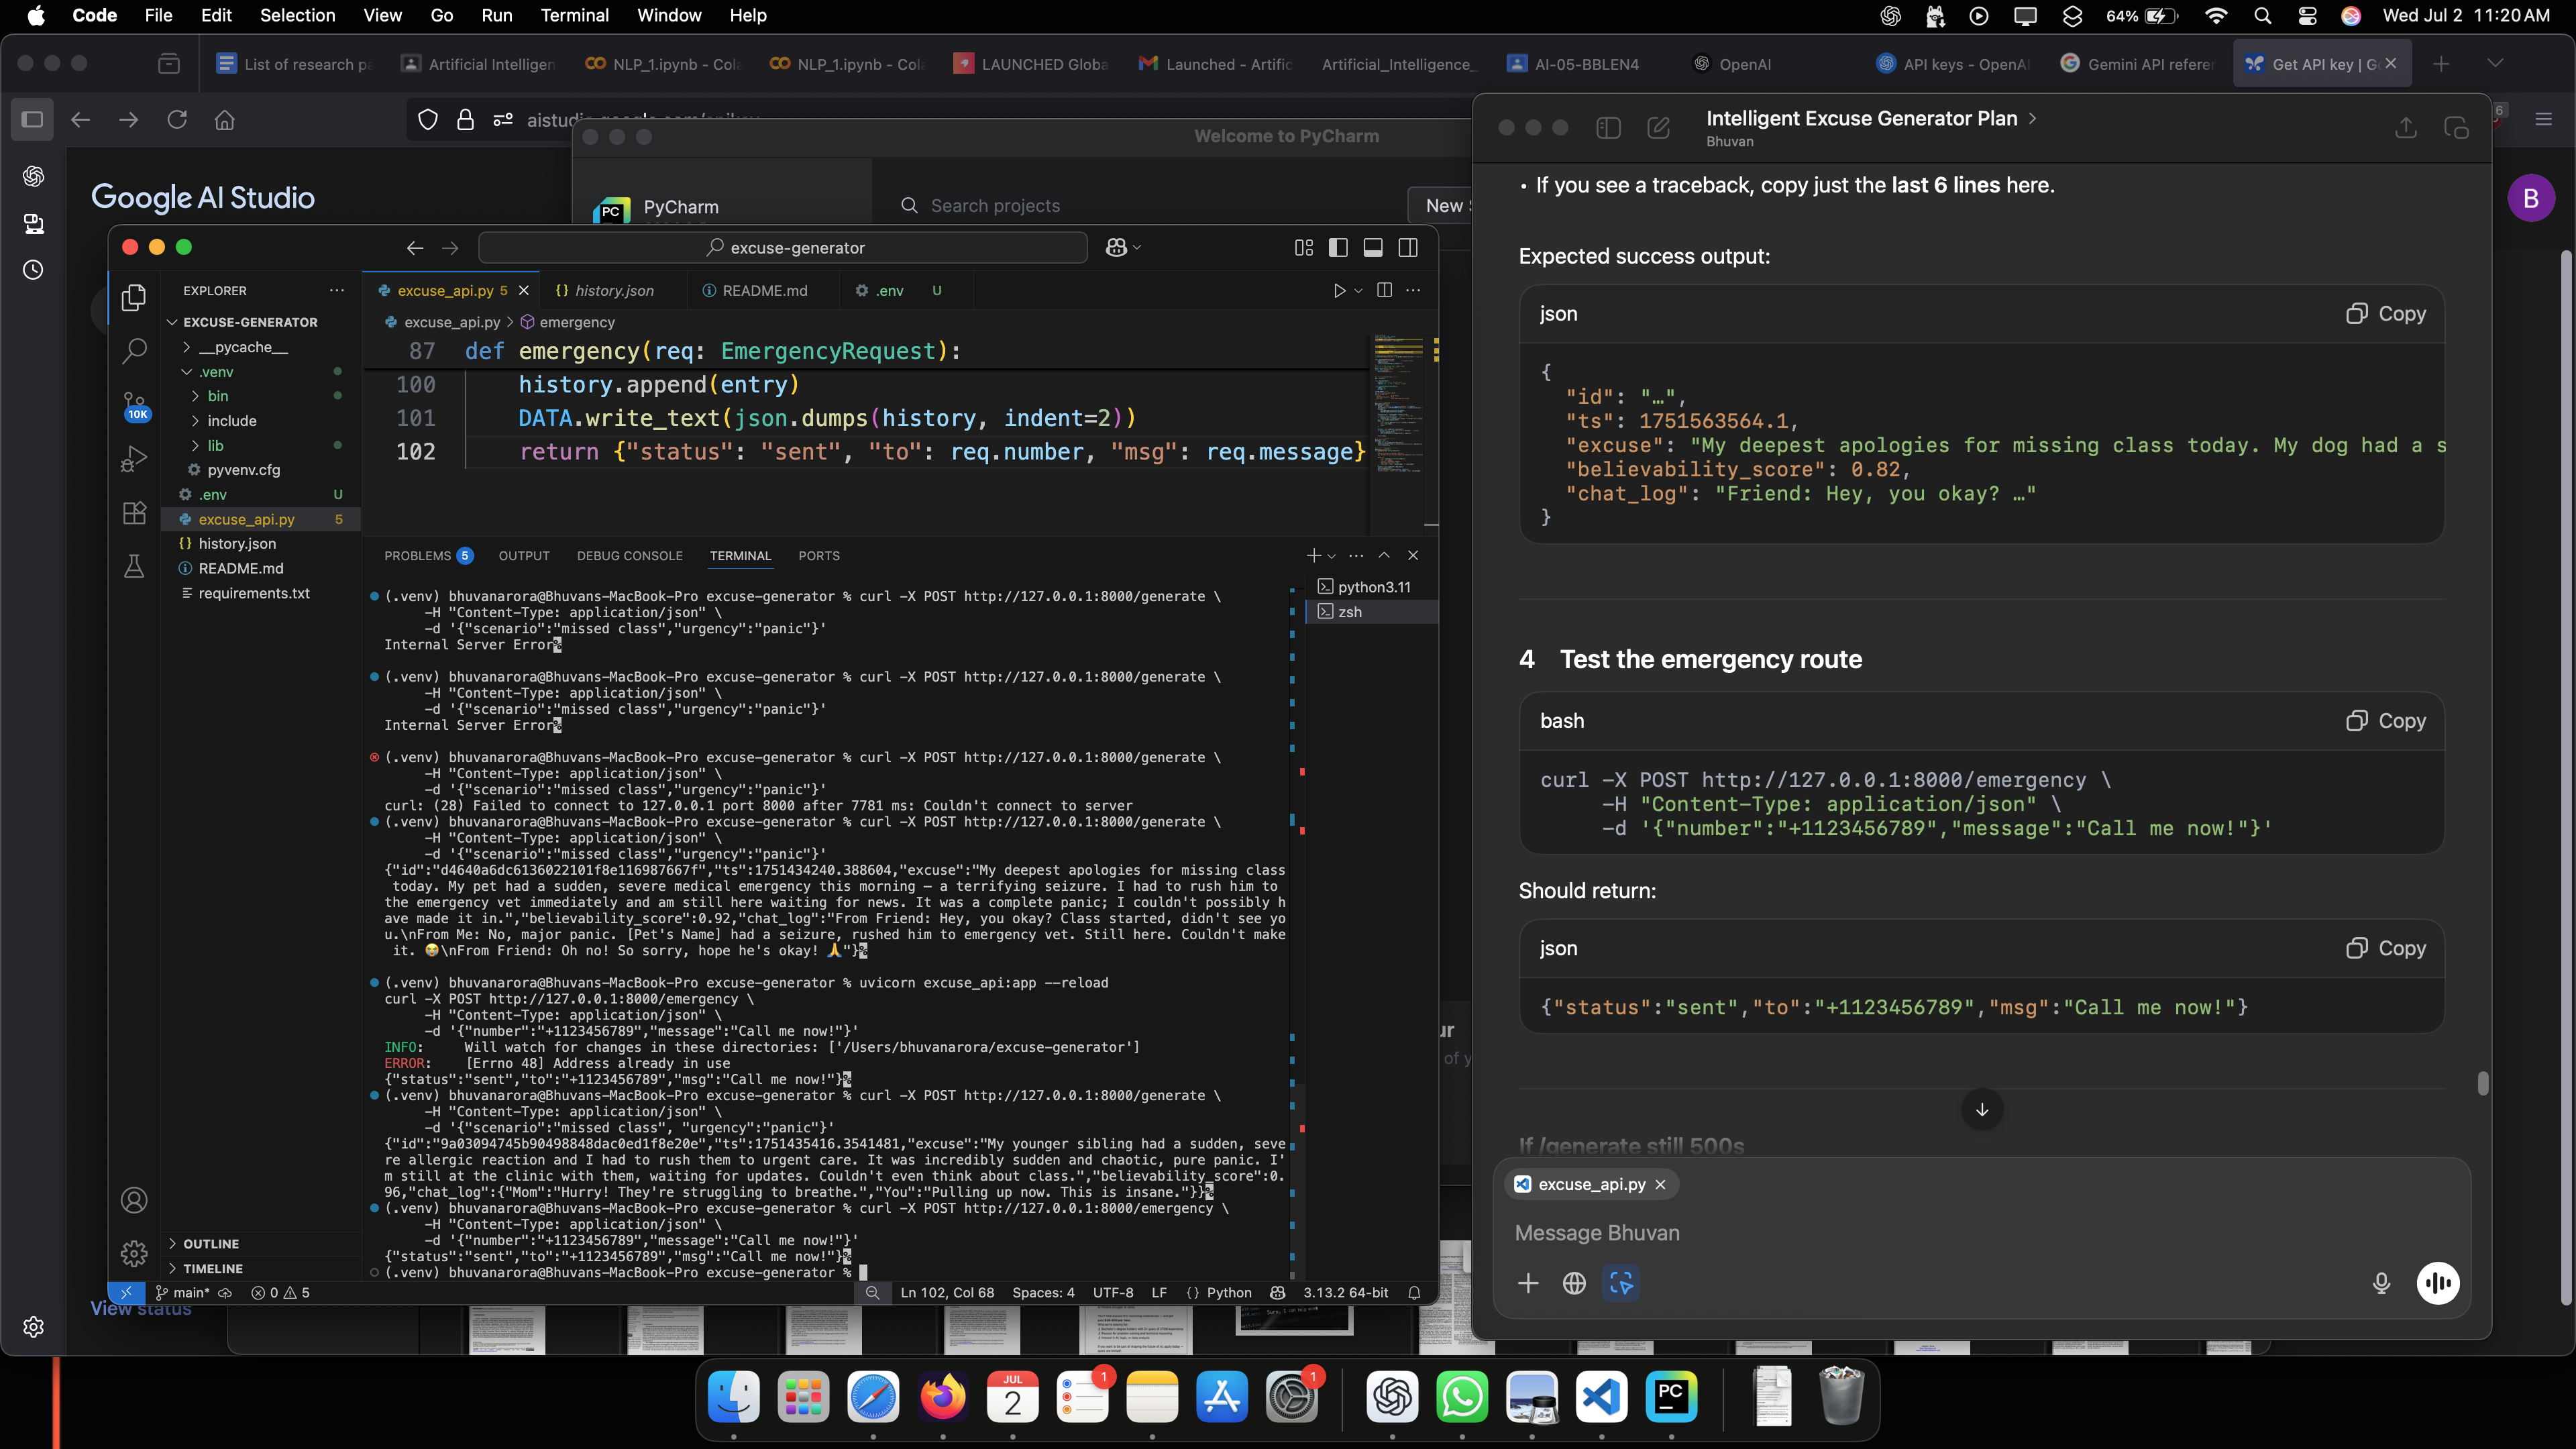 Code File Edit Selection View Go Run Terminal Window Help
64% Wed Jul 2 11:20 AM
List of research pa
Artificial Intelligen
NLP_1.ipynb - Cola
NLP_1.ipynb - Cola
LAUNCHED Globa
Launched - Artific
Artificial_Intelligence_
AI-05-BBLEN4
OpenAI
API keys - OpenAI
Gemini API referen
Get API key | G
Google AI Studio
B
Welcome to PyCharm
PC PyCharm
Search projects
New S
excuse-generator
EXPLORER
EXCUSE-GENERATOR
__pycache__
.venv
bin
include
lib
pyvenv.cfg
.env U
excuse_api.py 5
history.json
README.md
requirements.txt
10K
OUTLINE
TIMELINE
excuse_api.py 5
history.json
README.md
.env U
excuse_api.py > emergency
87 def emergency(req: EmergencyRequest):
100 history.append(entry)
101 DATA.write_text(json.dumps(history, indent=2))
102 return {"status": "sent", "to": req.number, "msg": req.message}
PROBLEMS 5 OUTPUT DEBUG CONSOLE TERMINAL PORTS
python3.11
zsh
(.venv) bhuvanarora@Bhuvans-MacBook-Pro excuse-generator % curl -X POST http://127.0.0.1:8000/generate \
-H "Content-Type: application/json" \
-d '{"scenario":"missed class","urgency":"panic"}'
Internal Server Error%
(.venv) bhuvanarora@Bhuvans-MacBook-Pro excuse-generator % curl -X POST http://127.0.0.1:8000/generate \
-H "Content-Type: application/json" \
-d '{"scenario":"missed class","urgency":"panic"}'
Internal Server Error%
(.venv) bhuvanarora@Bhuvans-MacBook-Pro excuse-generator % curl -X POST http://127.0.0.1:8000/generate \
-H "Content-Type: application/json" \
-d '{"scenario":"missed class","urgency":"panic"}'
curl: (28) Failed to connect to 127.0.0.1 port 8000 after 7781 ms: Couldn't connect to server
(.venv) bhuvanarora@Bhuvans-MacBook-Pro excuse-generator % curl -X POST http://127.0.0.1:8000/generate \
-H "Content-Type: application/json" \
-d '{"scenario":"missed class","urgency":"panic"}'
{"id":"d4640a6dc6136022101f8e116987667f","ts":1751434240.388604,"excuse":"My deepest apologies for missing class
today. My pet had a sudden, severe medical emergency this morning – a terrifying seizure. I had to rush him to
the emergency vet immediately and am still here waiting for news. It was a complete panic; I couldn't possibly h
ave made it in.","believability_score":0.92,"chat_log":"From Friend: Hey, you okay? Class started, didn't see yo
u.\nFrom Me: No, major panic. [Pet's Name] had a seizure, rushed him to emergency vet. Still here. Couldn't make
it. 😭\nFrom Friend: Oh no! So sorry, hope he's okay! 🙏"}%
(.venv) bhuvanarora@Bhuvans-MacBook-Pro excuse-generator % uvicorn excuse_api:app --reload
curl -X POST http://127.0.0.1:8000/emergency \
-H "Content-Type: application/json" \
-d '{"number":"+1123456789","message":"Call me now!"}'
INFO: Will watch for changes in these directories: ['/Users/bhuvanarora/excuse-generator']
ERROR: [Errno 48] Address already in use
{"status":"sent","to":"+1123456789","msg":"Call me now!"}%
(.venv) bhuvanarora@Bhuvans-MacBook-Pro excuse-generator % curl -X POST http://127.0.0.1:8000/generate \
-H "Content-Type: application/json" \
-d '{"scenario":"missed class", "urgency":"panic"}'
{"id":"9a03094745b90498848dac0ed1f8e20e","ts":1751435416.3541481,"excuse":"My younger sibling had a sudden, seve
re allergic reaction and I had to rush them to urgent care. It was incredibly sudden and chaotic, pure panic. I'
m still at the clinic with them, waiting for updates. Couldn't even think about class.","believability_score":0.
96,"chat_log":{"Mom":"Hurry! They're struggling to breathe.","You":"Pulling up now. This is insane."}}%
(.venv) bhuvanarora@Bhuvans-MacBook-Pro excuse-generator % curl -X POST http://127.0.0.1:8000/emergency \
-H "Content-Type: application/json" \
-d '{"number":"+1123456789","message":"Call me now!"}'
{"status":"sent","to":"+1123456789","msg":"Call me now!"}%
(.venv) bhuvanarora@Bhuvans-MacBook-Pro excuse-generator %
main* 0 5 Ln 102, Col 68 Spaces: 4 UTF-8 LF {} Python 3.13.2 64-bit
View status
ur
of y
Intelligent Excuse Generator Plan >
Bhuvan
6
• If you see a traceback, copy just the last 6 lines here.
Expected success output:
json Copy
{
"id": "…",
"ts": 1751563564.1,
"excuse": "My deepest apologies for missing class today. My dog had a s
"believability_score": 0.82,
"chat_log": "Friend: Hey, you okay? …"
}
4 Test the emergency route
bash Copy
curl -X POST http://127.0.0.1:8000/emergency \
-H "Content-Type: application/json" \
-d '{"number":"+1123456789","message":"Call me now!"}'
Should return:
json Copy
{"status":"sent","to":"+1123456789","msg":"Call me now!"}
If /generate still 500s
excuse_api.py
Message Bhuvan
JUL
2
1
1
PC